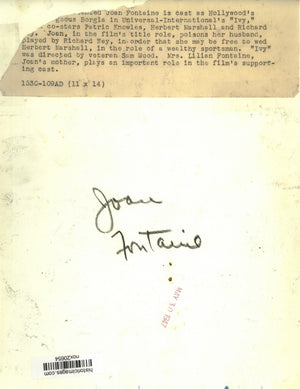 nced Joan Fontaine is cast as Hollywood's
geous Borgia in Universal-International's "Ivy,"
co-stars Patric Knowles, Herbert Marshall and Richard
Joan, in the film's title role, poisons her husband,
played by Richard Ney, in order that she may be free to wed
Herbert Marshall, in the role of a wealthy sportsman. "Ivy"
was directed by veteran Sam Wood. Mrs. Lilian Fontaine,
Joan's mother, plays an important role in the film's support-
ing cast.
1530-109AD (11 x 14)
Joan
Fontaine
MAY 30 1947
historicimages.com
nox20854